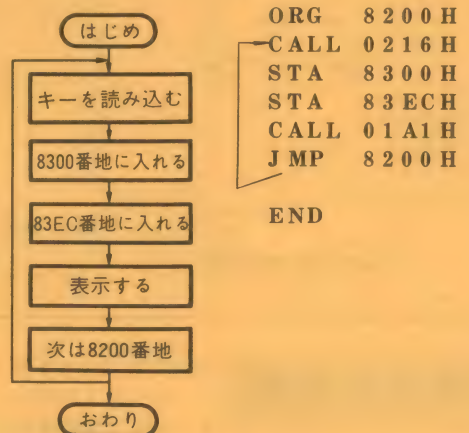 はじめ
キーを読み込む
8300番地に入れる
83EC番地に入れる
表示する
次は8200番地
おわり
ORG 8200H
CALL 0216H
STA 8300H
STA 83ECH
CALL 01A1H
JMP 8200H
END